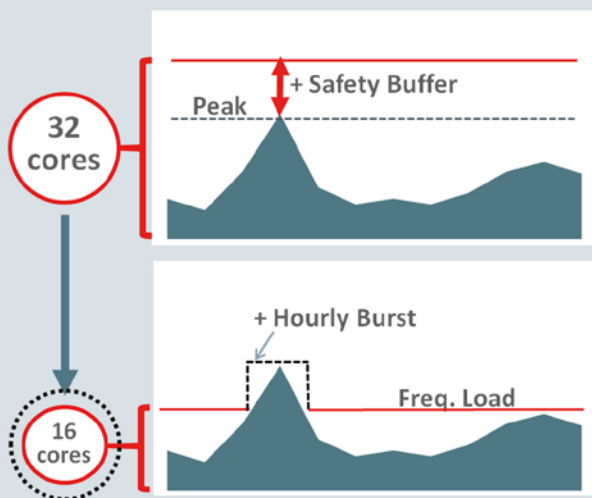 32
cores
Peak
+ Safety Buffer
+ Hourly Burst
Freq. Load
16
cores